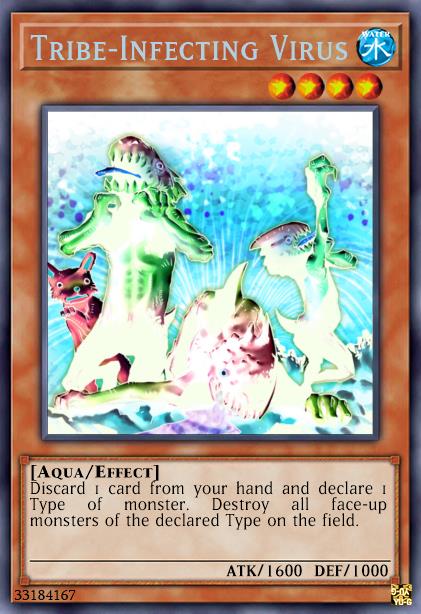 Tribe-Infecting Virus
WATER
水
[Aqua/Effect]
Discard 1 card from your hand and declare 1
Type of monster. Destroy all face-up
monsters of the declared Type on the field.
ATK/1600 DEF/1000
33184167